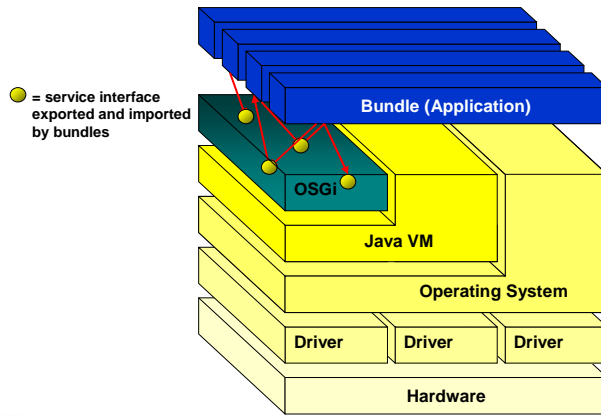 Bundle (Application)
= service interface
exported and imported
by bundles
OSGi
Java VM
Operating System
Driver
Driver
Driver
Hardware